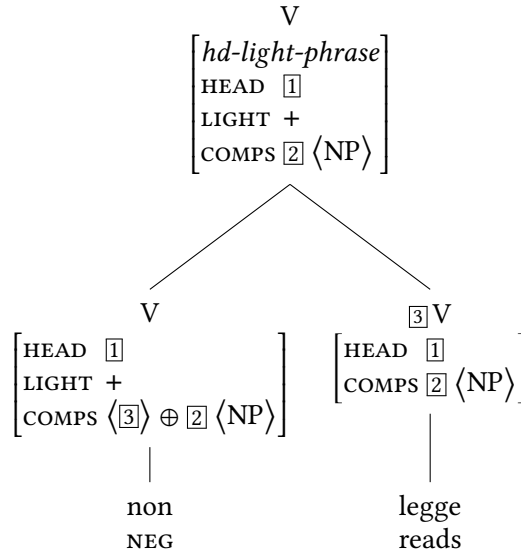 V
hd-light-phrase
HEAD 1
LIGHT +
COMPS 2 ⟨NP⟩
V
HEAD 1
LIGHT +
COMPS ⟨3⟩ ⊕ 2 ⟨NP⟩
3 V
HEAD 1
COMPS 2 ⟨NP⟩
non
NEG
legge
reads